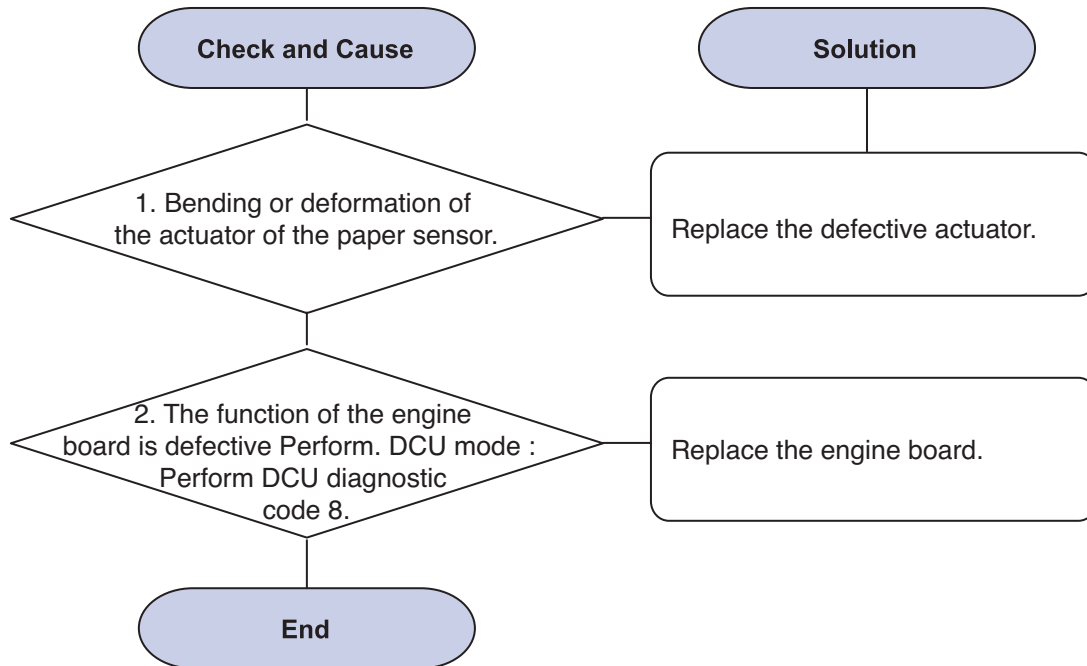 Check and Cause
Solution
1. Bending or deformation of
the actuator of the paper sensor.
Replace the defective actuator.
2. The function of the engine
board is defective Perform. DCU mode :
Perform DCU diagnostic
code 8.
Replace the engine board.
End